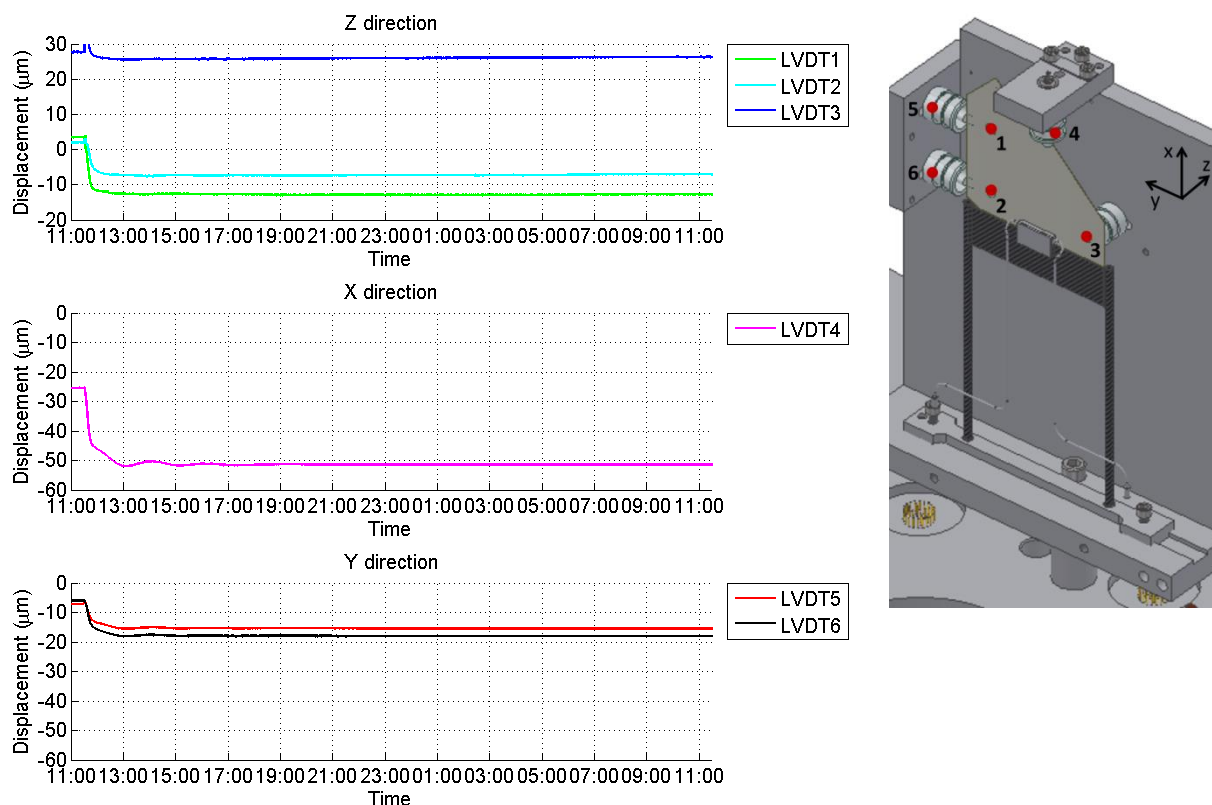 Z direction
Displacement (μm)
30
20
10
0
-10
-20
11:00 13:00 15:00 17:00 19:00 21:00 23:00 01:00 03:00 05:00 07:00 09:00 11:00
Time
LVDT1
LVDT2
LVDT3
X direction
Displacement (μm)
0
-10
-20
-30
-40
-50
-60
11:00 13:00 15:00 17:00 19:00 21:00 23:00 01:00 03:00 05:00 07:00 09:00 11:00
Time
LVDT4
Y direction
Displacement (μm)
0
-10
-20
-30
-40
-50
-60
11:00 13:00 15:00 17:00 19:00 21:00 23:00 01:00 03:00 05:00 07:00 09:00 11:00
Time
LVDT5
LVDT6
5
1
4
6
2
3
x
z
y